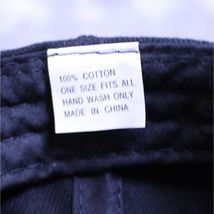 100% COTTON
ONE SIZE FITS ALL
HAND WASH ONLY
MADE IN CHINA